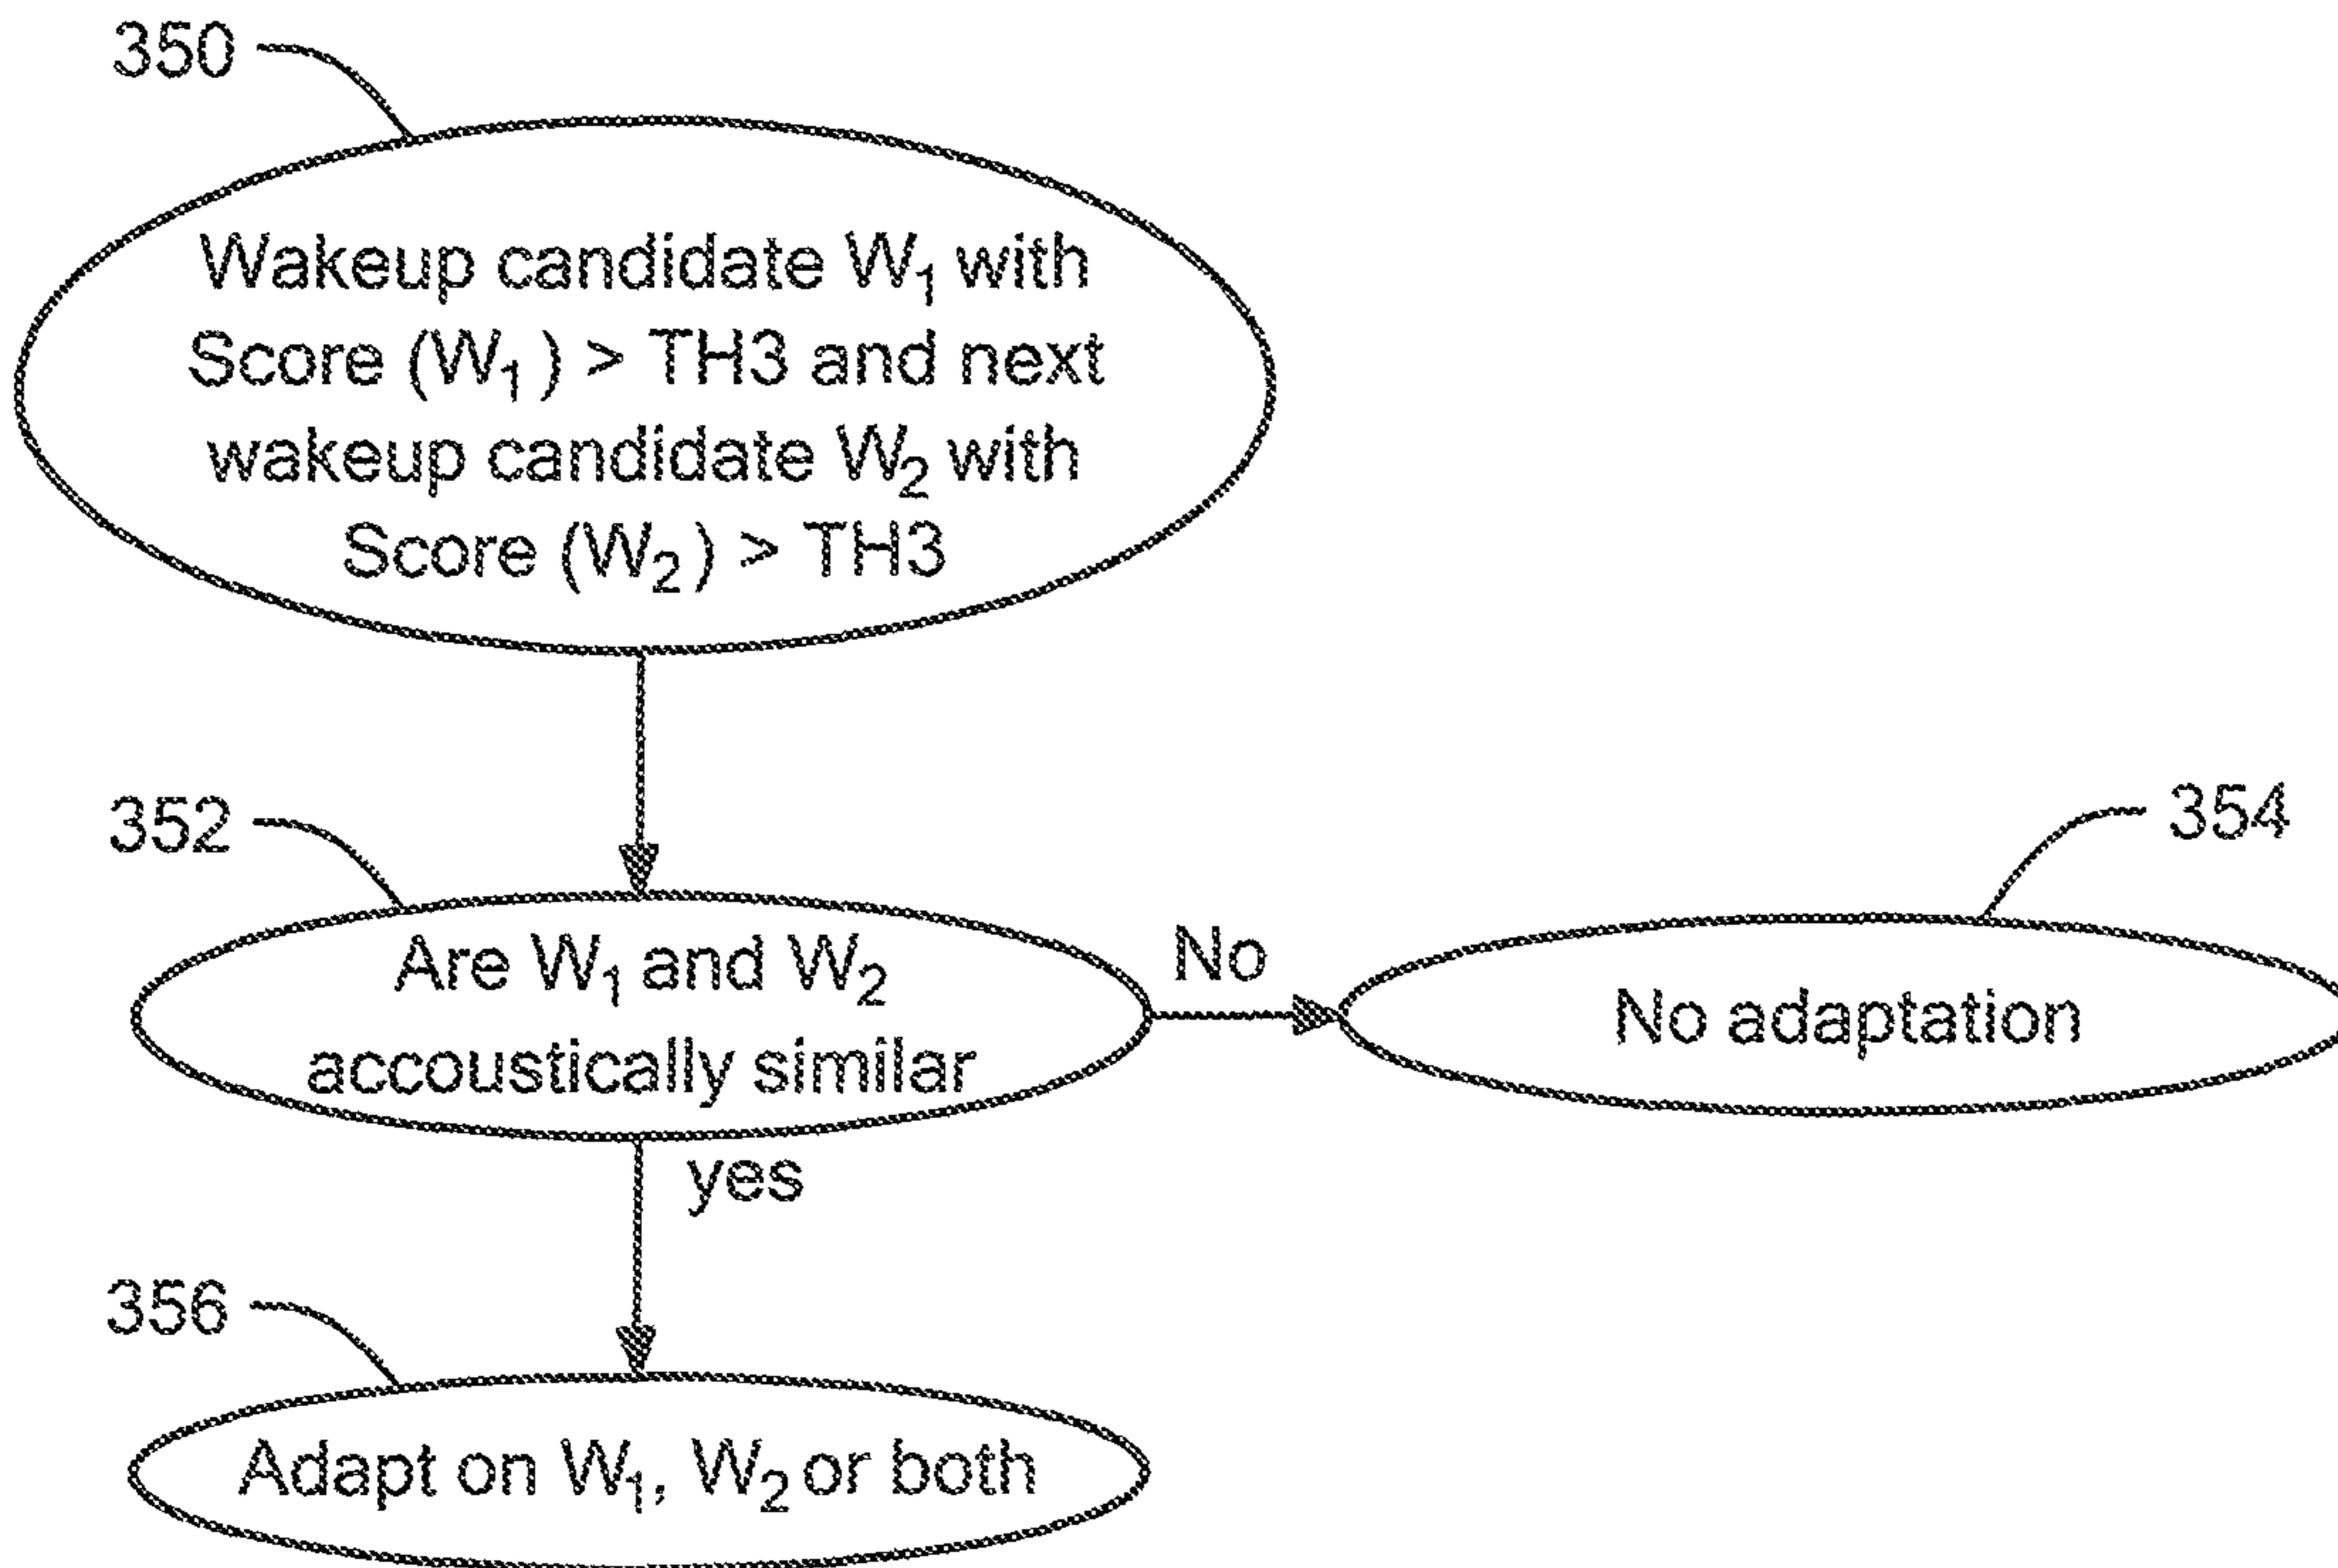 350
Wakeup candidate W₁ with
Score (W₁) > TH3 and next
wakeup candidate W₂ with
Score (W₂) > TH3
352
354
Are W₁ and W₂
accoustically similar
No
No adaptation
yes
356
Adapt on W₁, W₂ or both